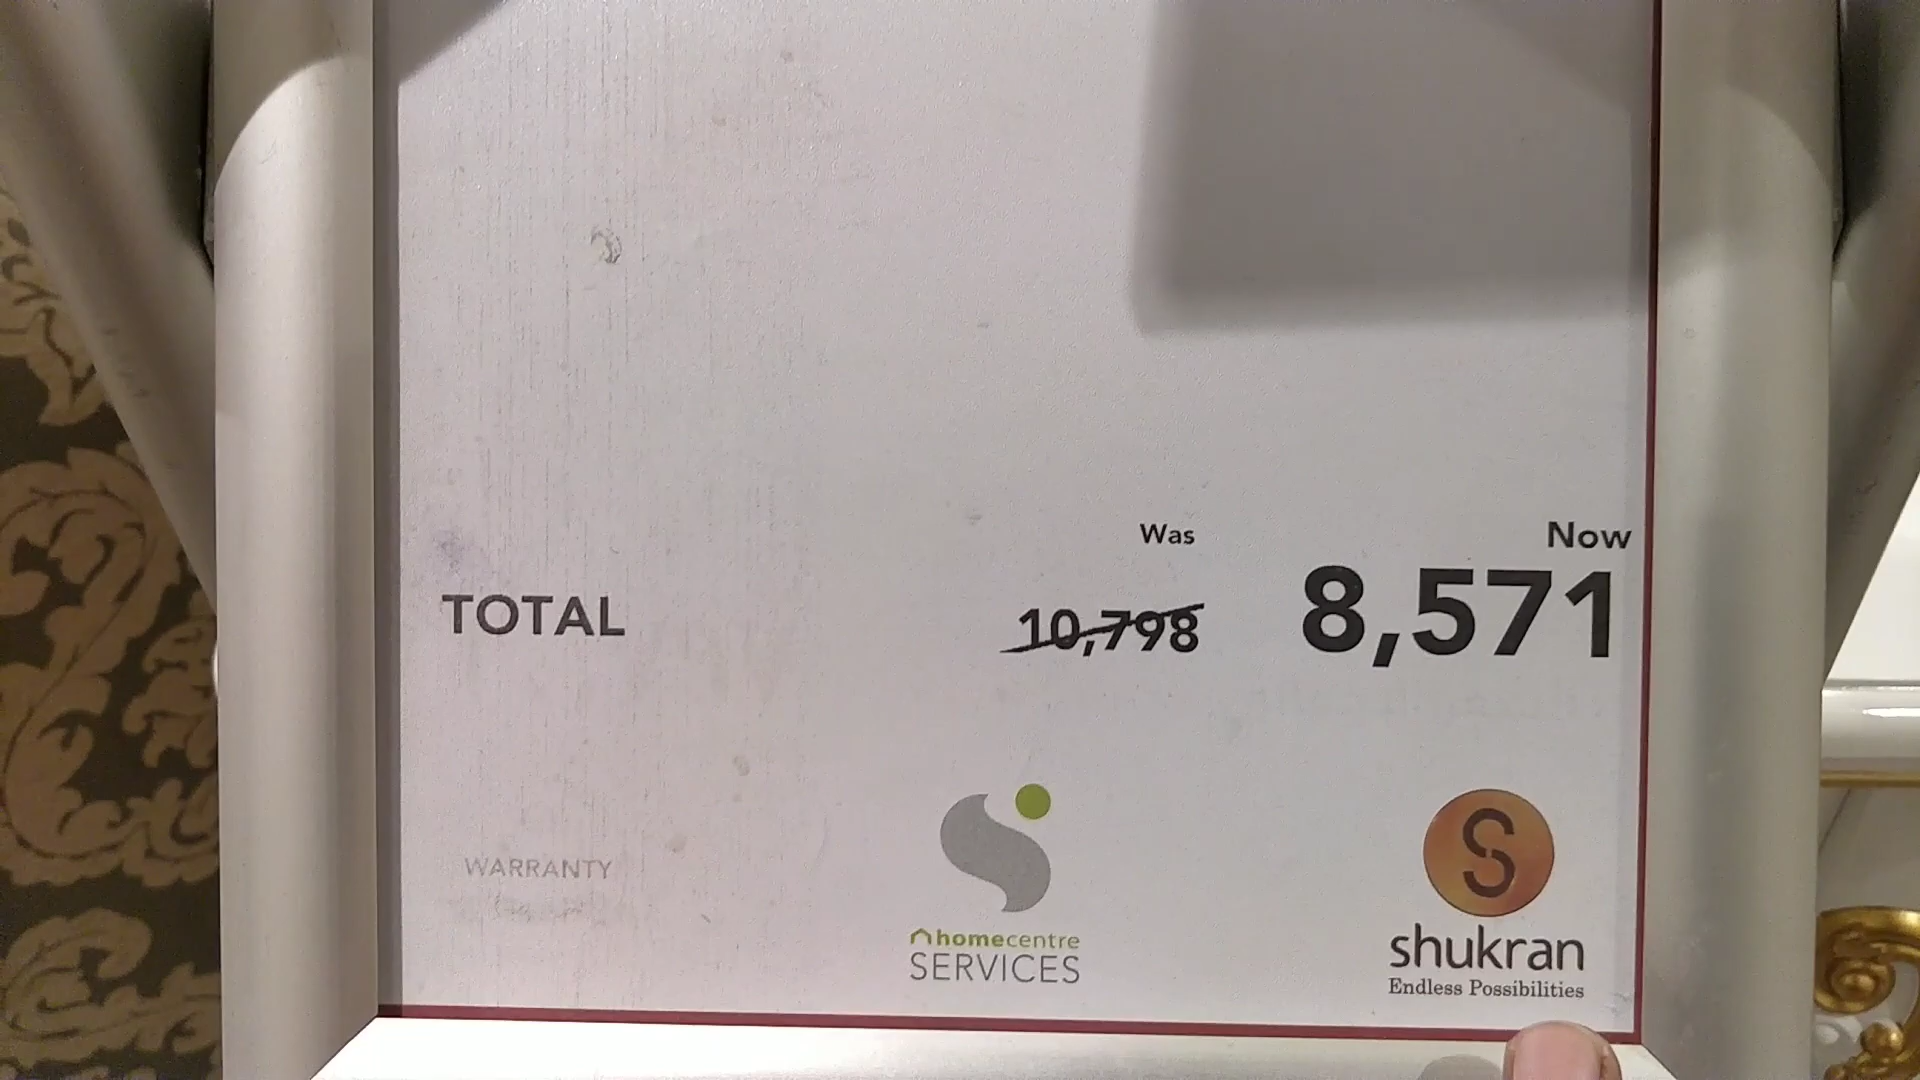 Was
Now
TOTAL
10,798
8,571
WARRANTY
homecentre
SERVICES
shukran
Endless Possibilities